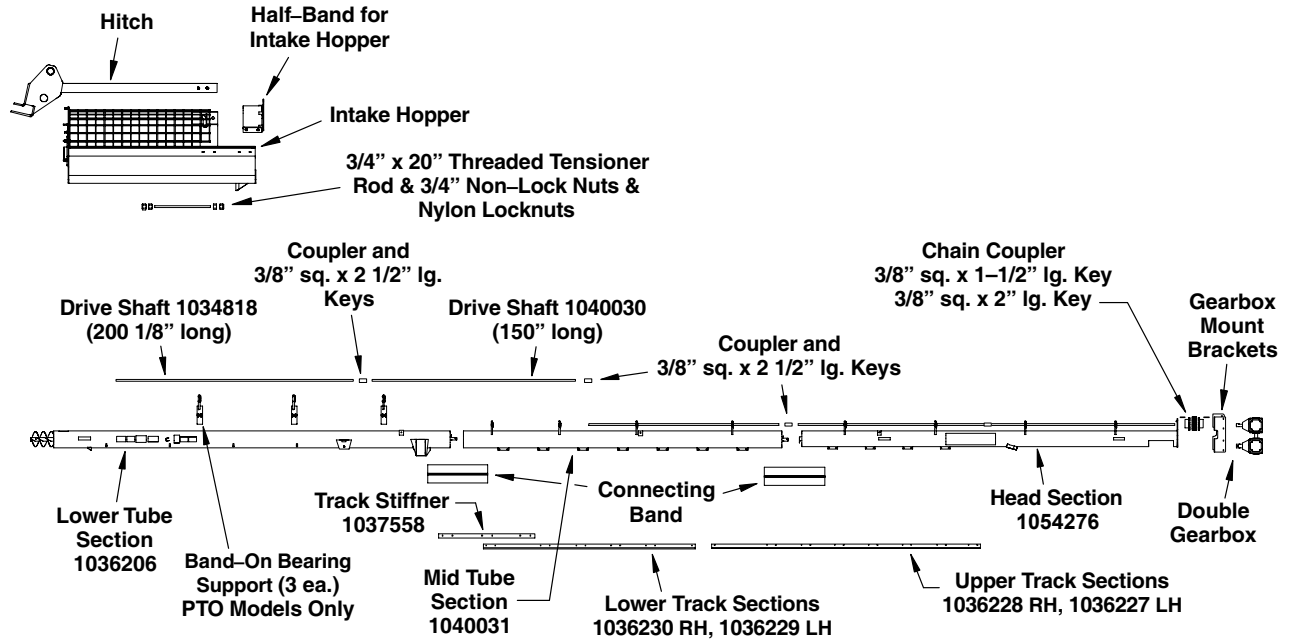 Hitch
Half–Band for
Intake Hopper
Intake Hopper
3/4” x 20” Threaded Tensioner
Rod & 3/4” Non–Lock Nuts &
Nylon Locknuts
Coupler and
3/8” sq. x 2 1/2” lg.
Keys
Chain Coupler
3/8” sq. x 1–1/2” lg. Key
3/8” sq. x 2” lg. Key
Gearbox
Mount
Brackets
Drive Shaft 1034818
(200 1/8” long)
Drive Shaft 1040030
(150” long)
Coupler and
3/8” sq. x 2 1/2” lg. Keys
Lower Tube
Section
1036206
Band–On Bearing
Support (3 ea.)
PTO Models Only
Track Stiffner
1037558
Connecting
Band
Mid Tube
Section
1040031
Lower Track Sections
1036230 RH, 1036229 LH
Head Section
1054276
Double
Gearbox
Upper Track Sections
1036228 RH, 1036227 LH